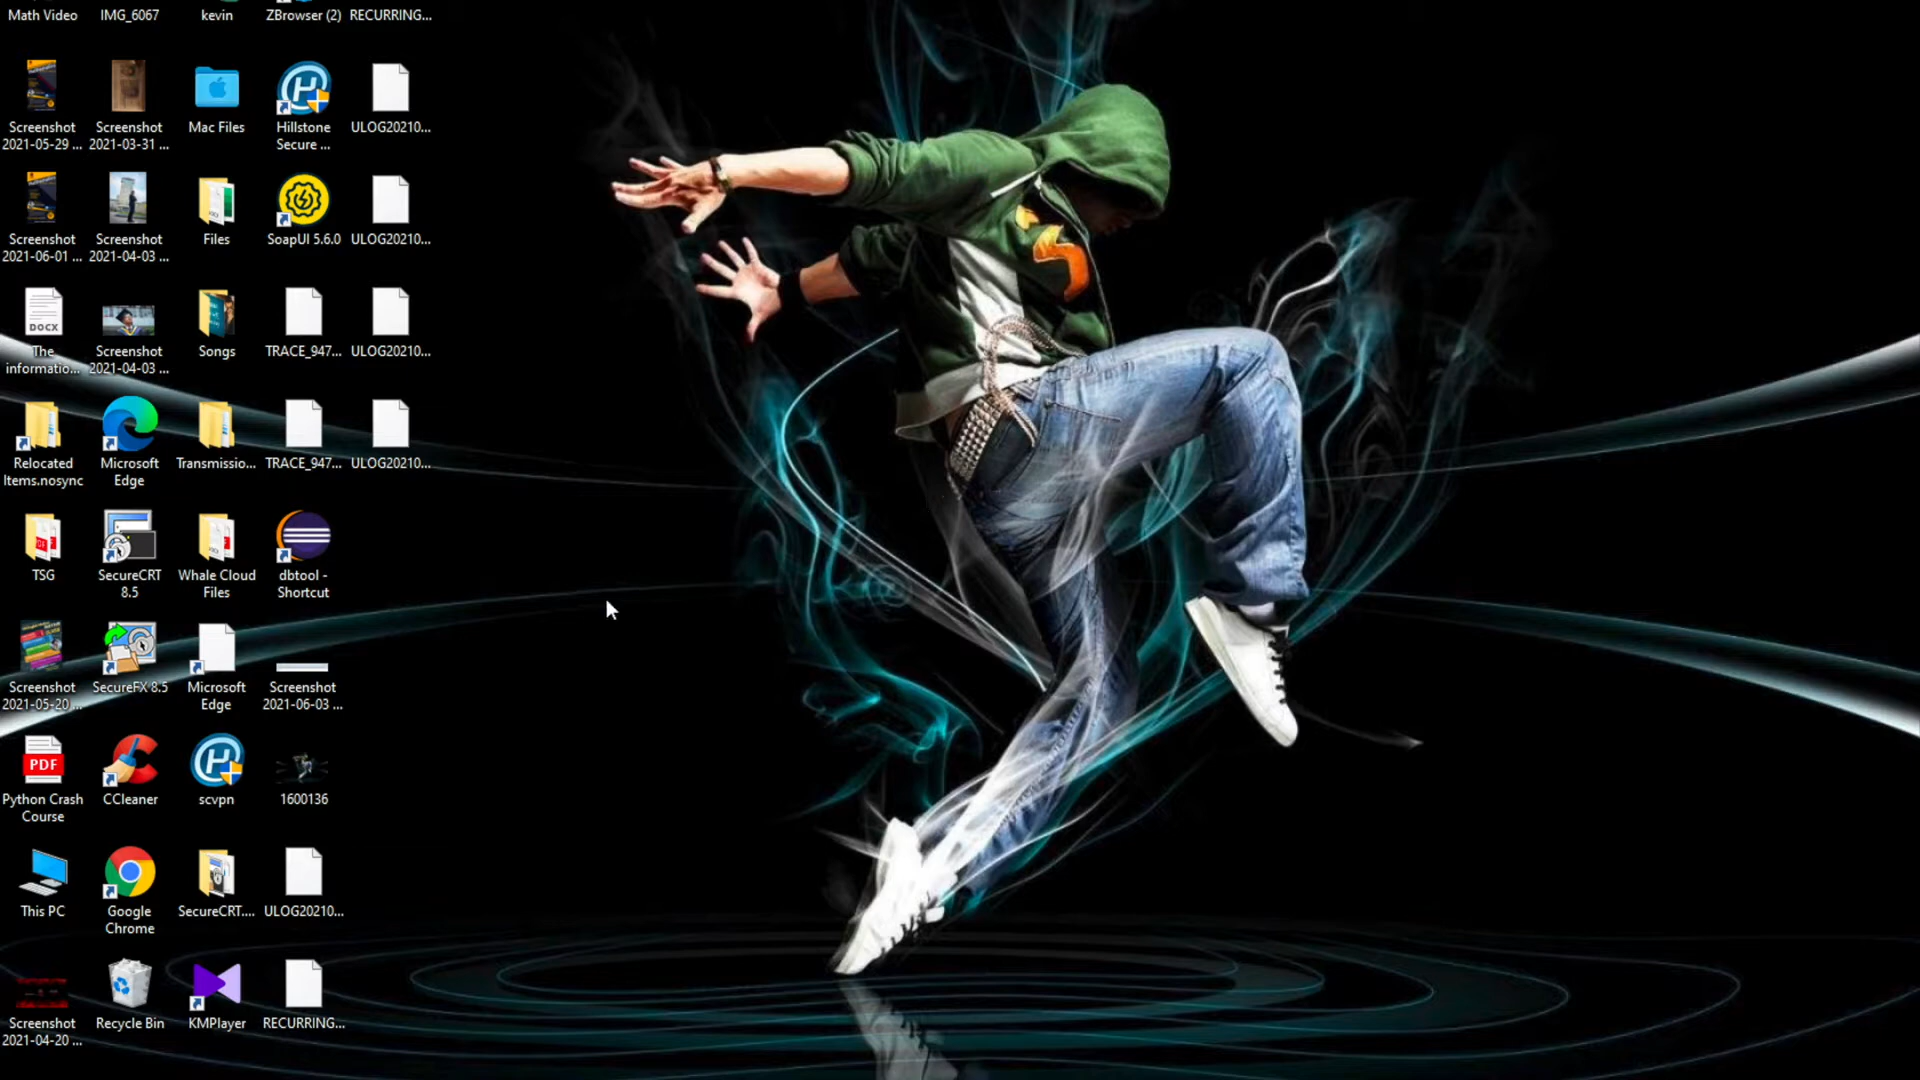 Math Video
IMG_6067
kevin
ZBrowser (2)
RECURRING...
Screenshot
2021-05-29 ...
Screenshot
2021-03-31 ...
Mac Files
Hillstone
Secure ...
ULOG20210...
Screenshot
2021-06-01 ...
Screenshot
2021-04-03 ...
Files
SoapUI 5.6.0
ULOG20210...
DOCX
The
informatio...
Screenshot
2021-04-03 ...
Songs
TRACE_947...
ULOG20210...
Relocated
Items.nosync
Microsoft
Edge
Transmissio...
TRACE_947...
ULOG20210...
TSG
SecureCRT
8.5
Whale Cloud
Files
dbtool -
Shortcut
Screenshot
2021-05-20 ...
SecureFX 8.5
Microsoft
Edge
Screenshot
2021-06-03 ...
PDF
Python Crash
Course
CCleaner
scvpn
1600136
This PC
Google
Chrome
SecureCRT....
ULOG20210...
Screenshot
2021-04-20 ...
Recycle Bin
KMPlayer
RECURRING...